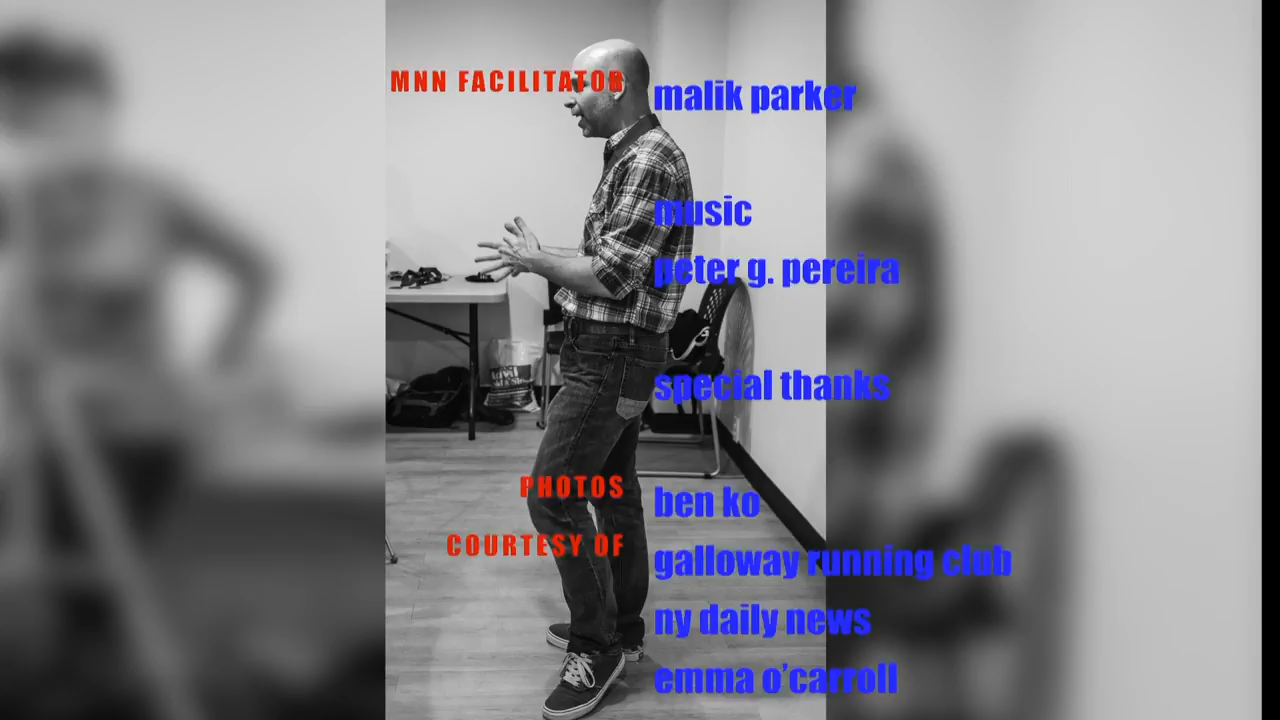 MNN FACILITATOR
malik parker
music
peter g. pereira
special thanks
PHOTOS
ben ko
COURTESY OF
galloway running club
ny daily news
emma o'carroll